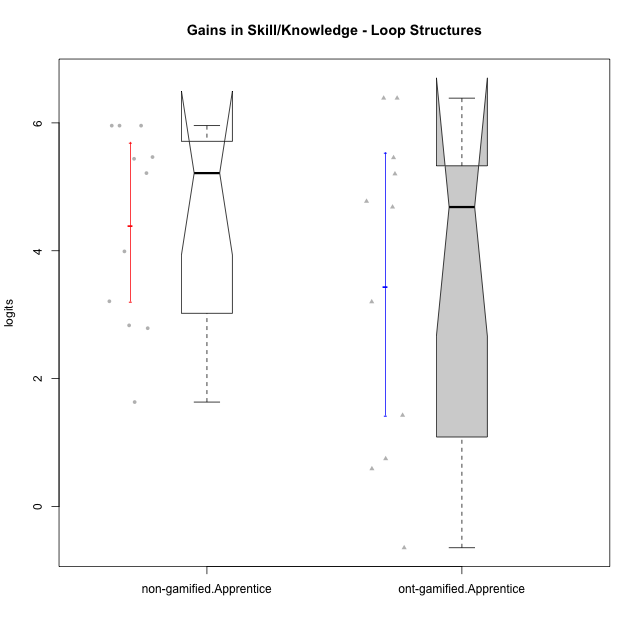 Gains in Skill/Knowledge - Loop Structures
logits
6
4
2
0
non-gamified.Apprentice
ont-gamified.Apprentice